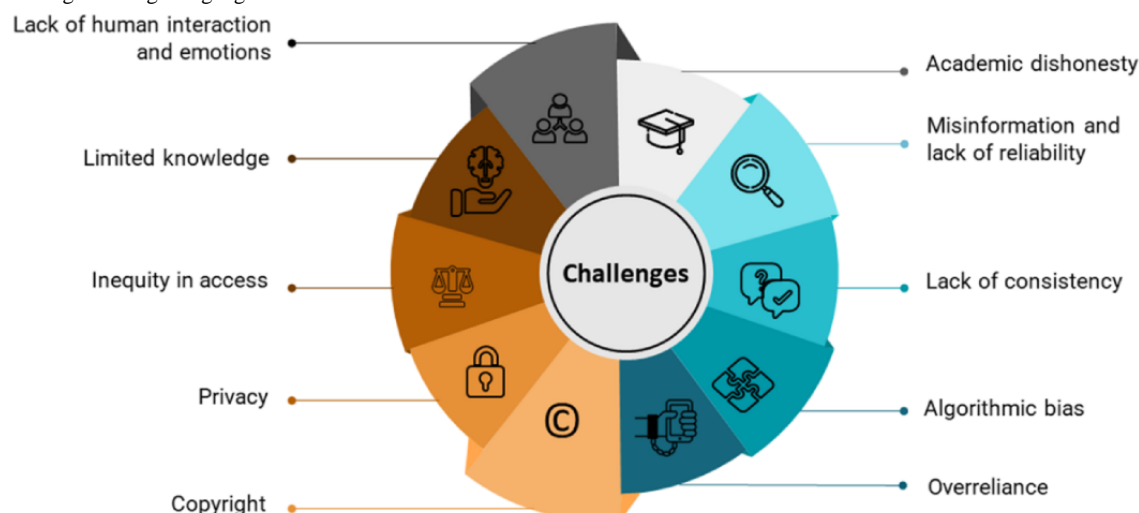 Lack of human interaction
and emotions
Academic dishonesty
Misinformation and
lack of reliability
Limited knowledge
Inequity in access
Challenges
Lack of consistency
Privacy
Algorithmic bias
©
Overreliance
Copyright